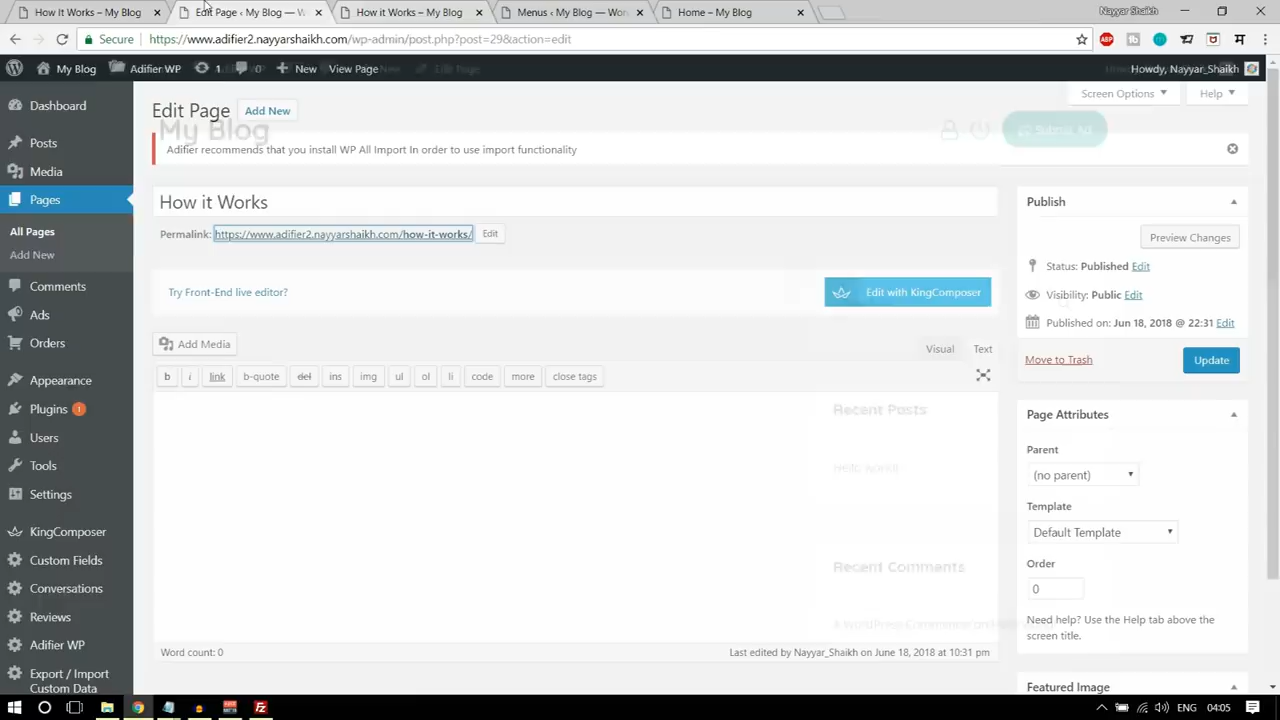 How It Works – My Blog
Edit Page ‹ My Blog — W
How it Works – My Blog
Menus ‹ My Blog — Wor
Home – My Blog
Nayyar Shaikh
Secure
https://www.adifier2.nayyarshaikh.com/wp-admin/post.php?post=29&action=edit
ABP
My Blog
Adifier WP
1
0
New
View Page
Edit Page
Howdy, Nayyar_Shaikh
Screen Options
Help
Dashboard
Posts
Media
Pages
All Pages
Add New
Comments
Ads
Orders
Appearance
Plugins 1
Users
Tools
Settings
KingComposer
Custom Fields
Conversations
Reviews
Adifier WP
Export / Import
Custom Data
Edit Page
Add New
My Blog
Submit Ad
Adifier recommends that you install WP All Import In order to use import functionality
How it Works
Permalink: https://www.adifier2.nayyarshaikh.com/how-it-works/
Edit
Try Front-End live editor?
Edit with KingComposer
Add Media
Visual
Text
b
i
link
b-quote
del
ins
img
ul
ol
li
code
more
close tags
Recent Posts
Hello world!
Recent Comments
A WordPress Commenter on
Word count: 0
Last edited by Nayyar_Shaikh on June 18, 2018 at 10:31 pm
Publish
Preview Changes
Status: Published Edit
Visibility: Public Edit
Published on: Jun 18, 2018 @ 22:31 Edit
Move to Trash
Update
Page Attributes
Parent
(no parent)
Template
Default Template
Order
0
Need help? Use the Help tab above the
screen title.
Featured Image
ENG
04:05